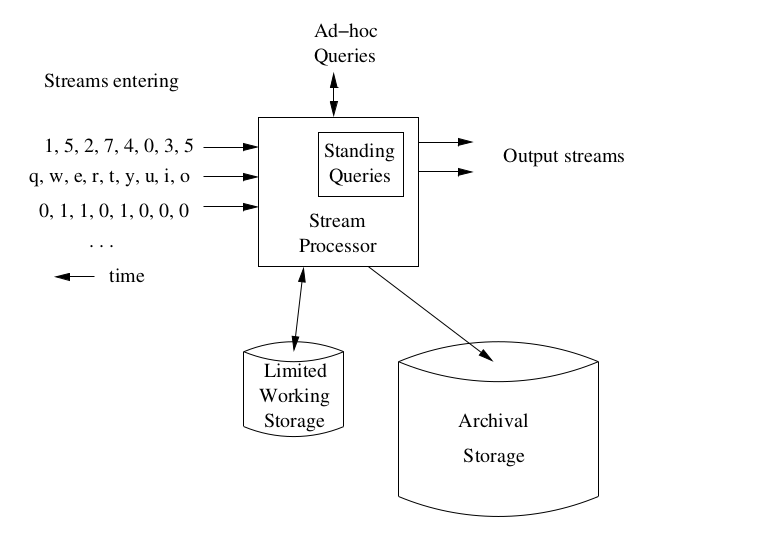 Ad-hoc
Queries
Streams entering
1, 5, 2, 7, 4, 0, 3, 5
q, w, e, r, t, y, u, i, o
0, 1, 1, 0, 1, 0, 0, 0
. . .
time
Standing
Queries
Stream
Processor
Output streams
Limited
Working
Storage
Archival
Storage